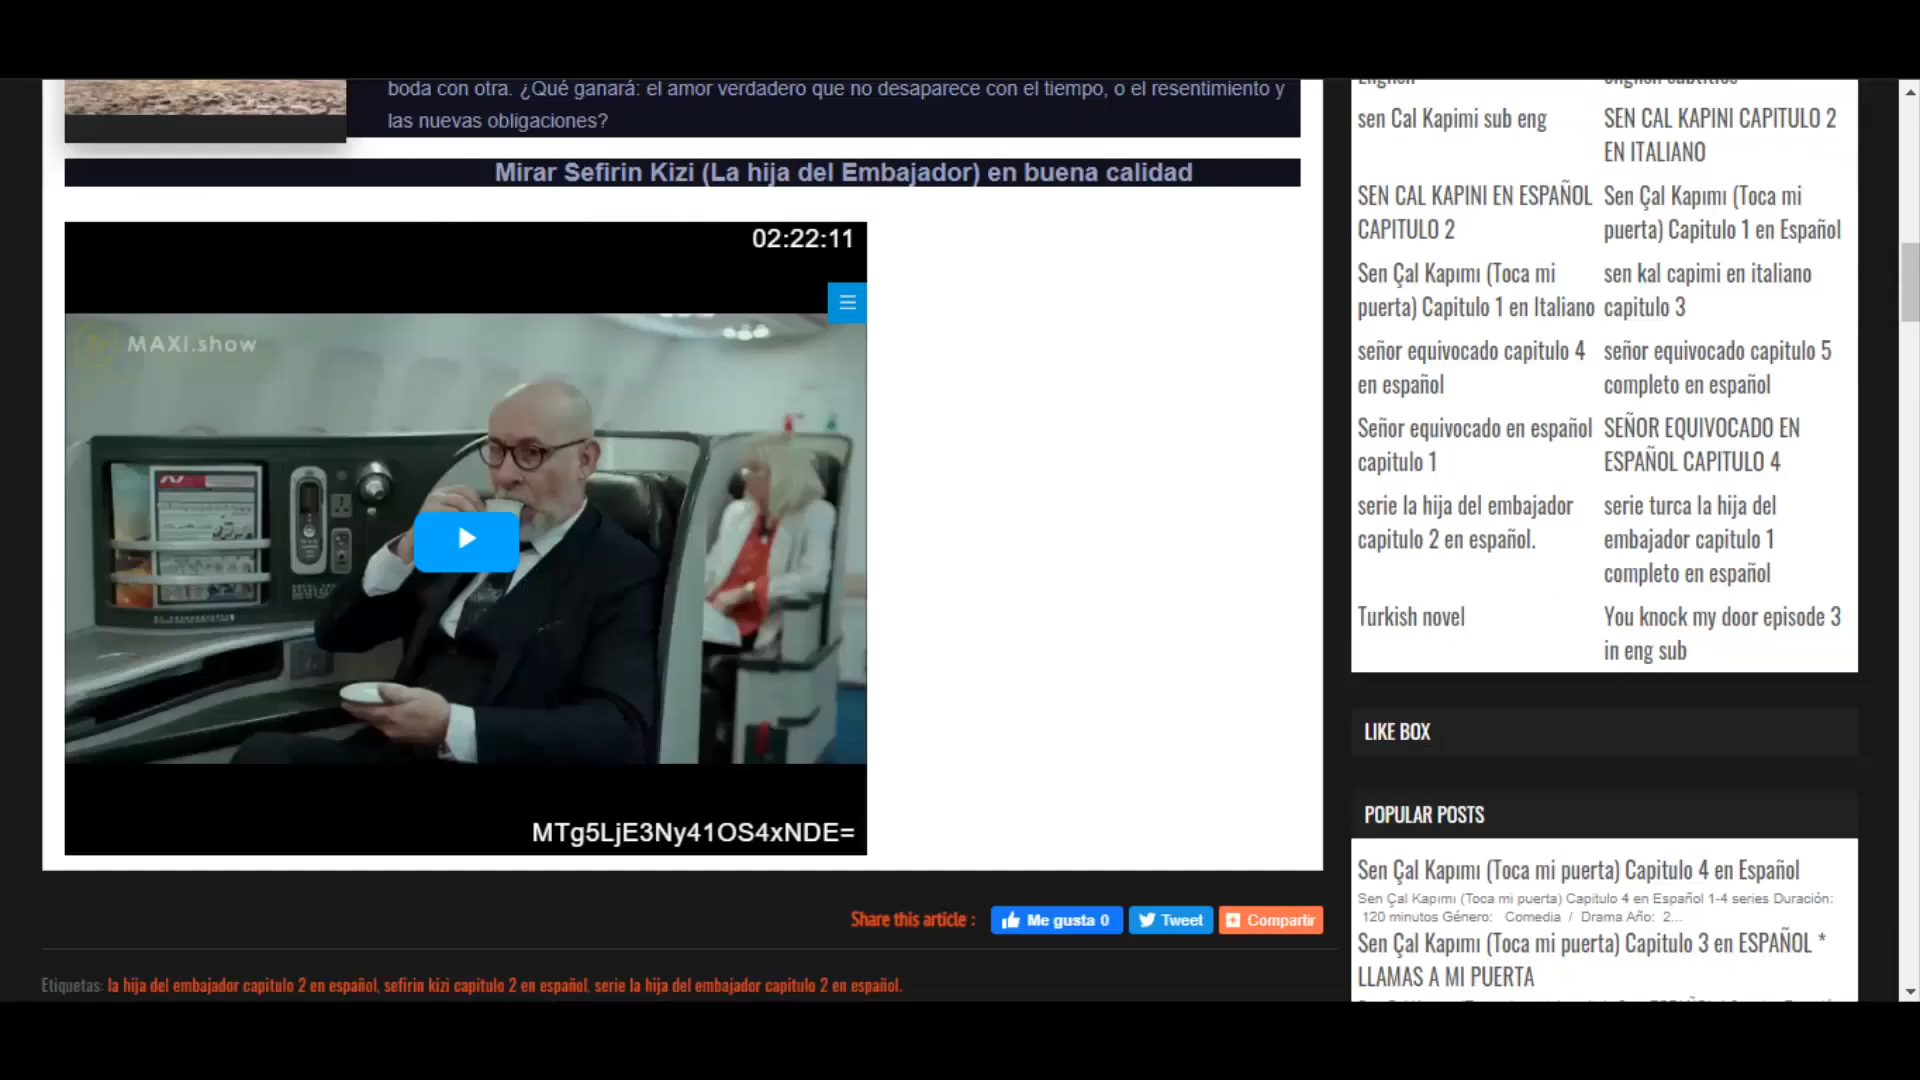 boda con otra. ¿Qué ganará: el amor verdadero que no desaparece con el tiempo, o el resentimiento y
las nuevas obligaciones?
Mirar Sefirin Kizi (La hija del Embajador) en buena calidad
02:22:11
MAXI.show
MTg5LjE3Ny41OS4xNDE=
Share this article :
Me gusta 0
Tweet
Compartir
Etiquetas: la hija del embajador capitulo 2 en español, sefirin kizi capitulo 2 en español, serie la hija del embajador capitulo 2 en español.
sen Cal Kapimi sub eng
SEN CAL KAPINI CAPITULO 2
EN ITALIANO
SEN CAL KAPINI EN ESPAÑOL
CAPITULO 2
Sen Çal Kapımı (Toca mi
puerta) Capitulo 1 en Español
Sen Çal Kapımı (Toca mi
puerta) Capitulo 1 en Italiano
sen kal capimi en italiano
capitulo 3
señor equivocado capitulo 4
en español
señor equivocado capitulo 5
completo en español
Señor equivocado en español
capitulo 1
SEÑOR EQUIVOCADO EN
ESPAÑOL CAPITULO 4
serie la hija del embajador
capitulo 2 en español.
serie turca la hija del
embajador capitulo 1
completo en español
Turkish novel
You knock my door episode 3
in eng sub
LIKE BOX
POPULAR POSTS
Sen Çal Kapımı (Toca mi puerta) Capitulo 4 en Español
Sen Çal Kapımı (Toca mi puerta) Capitulo 4 en Español 1-4 series Duración:
120 minutos Género: Comedia / Drama Año: 2...
Sen Çal Kapımı (Toca mi puerta) Capitulo 3 en ESPAÑOL *
LLAMAS A MI PUERTA